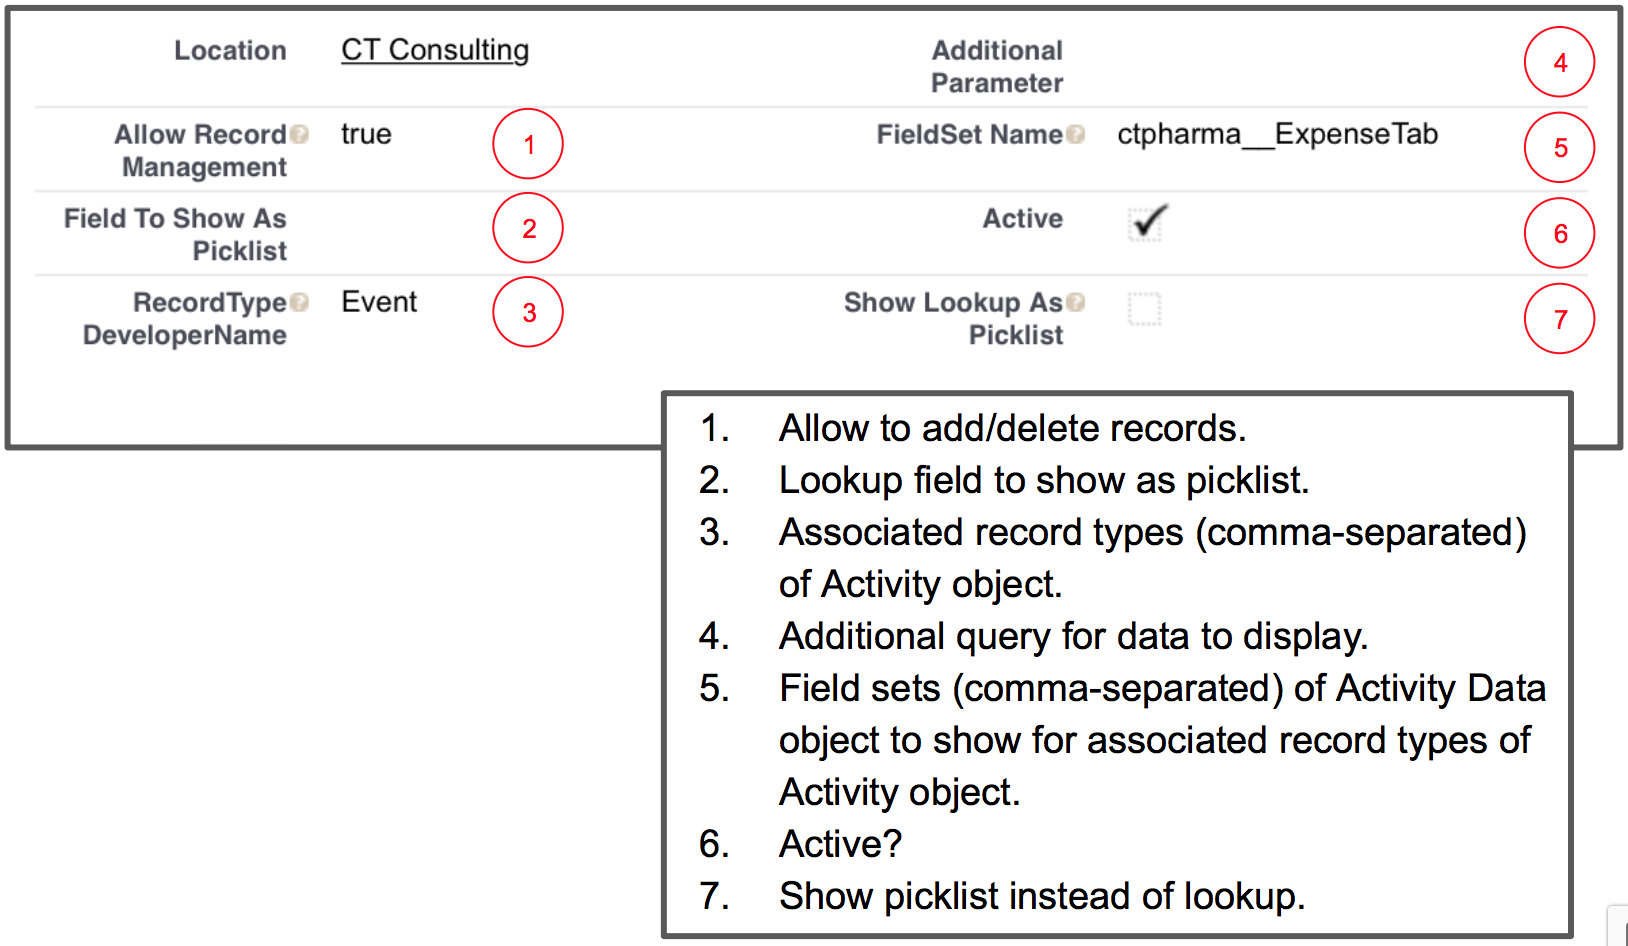 Location CT Consulting Additional 4
Parameter
Allow Record ? true 1 FieldSet Name ? ctpharma__ExpenseTab 5
Management
Field To Show As 2 Active 6
Picklist
RecordType ? Event 3 Show Lookup As ? 7
DeveloperName Picklist
1. Allow to add/delete records.
2. Lookup field to show as picklist.
3. Associated record types (comma-separated)
of Activity object.
4. Additional query for data to display.
5. Field sets (comma-separated) of Activity Data
object to show for associated record types of
Activity object.
6. Active?
7. Show picklist instead of lookup.